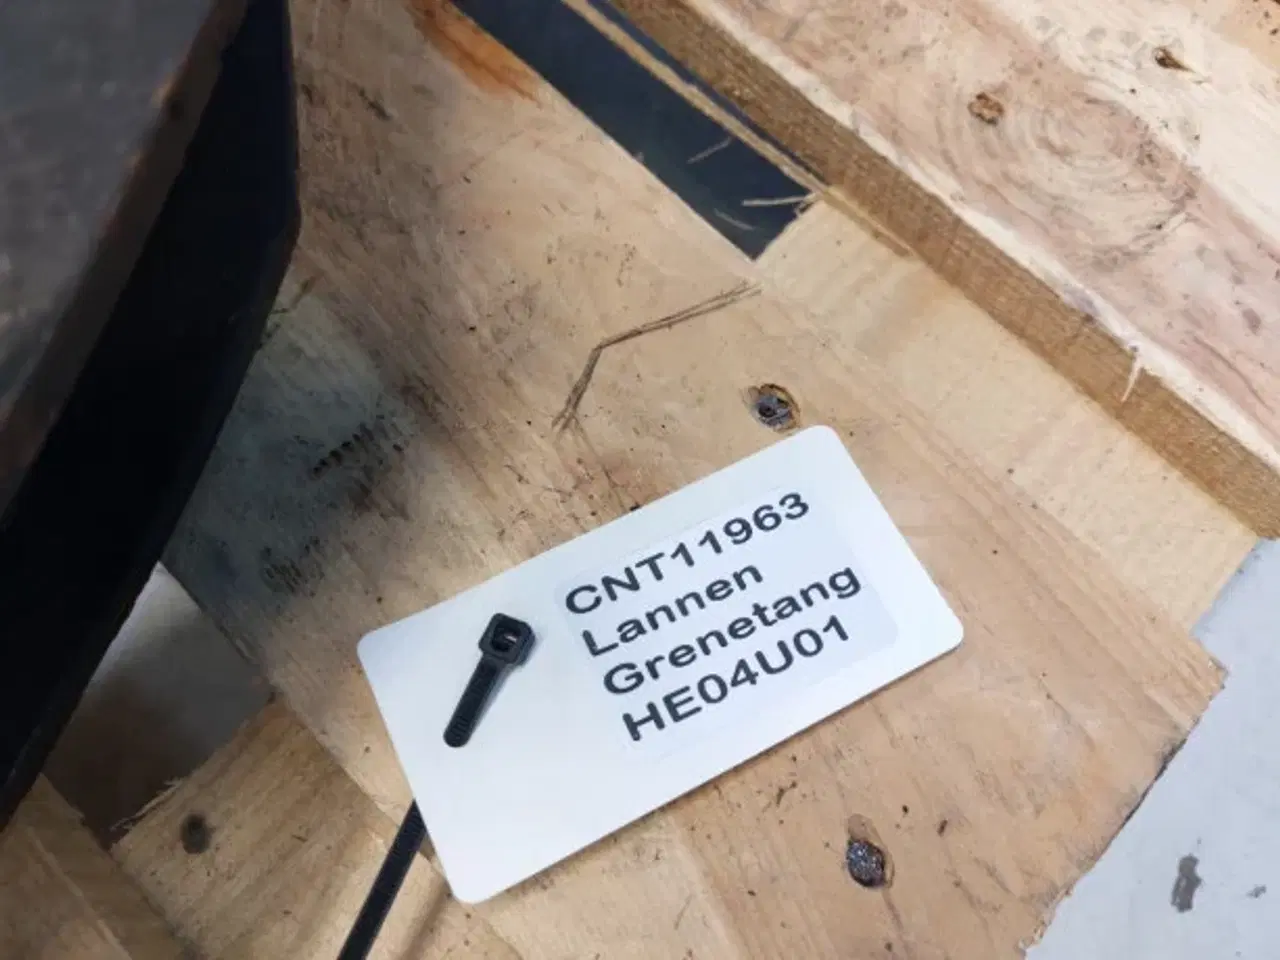 CNT11963
Lannen
Grenetang
HE04U01